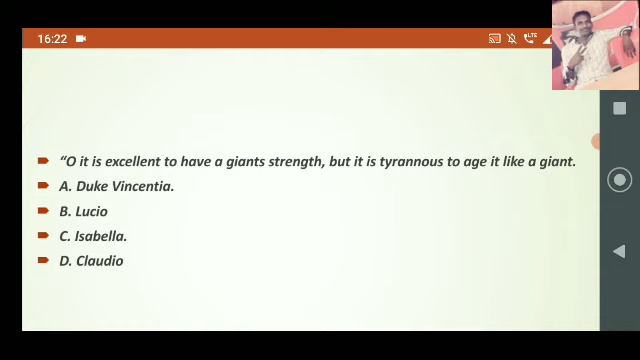 16:22
LTE
"O it is excellent to have a giants strength, but it is tyrannous to age it like a giant.
A. Duke Vincentia.
B. Lucio
C. Isabella.
D. Claudio